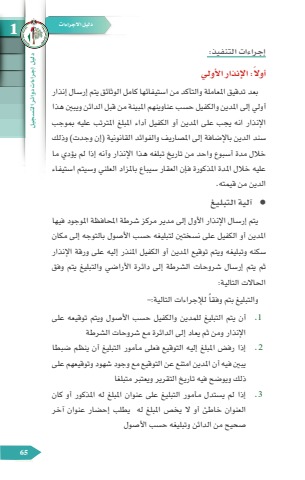 دليل الاجراءات
1
دليل إجراءات دوائر التسجيل
إجراءات التنفيذ:
أولاً: الإنذار الأولي
بعد تدقيق المعاملة والتأكد من استيفائها كامل الوثائق يتم إرسال إنذار
أولي إلى المدين والكفيل حسب عناوينهم المبينة من قبل الدائن ويبين هذا
الإنذار انه يجب على المدين أو الكفيل أداء المبلغ المترتب عليه بموجب
سند الدين بالإضافة إلى المصاريف والفوائد القانونية (إن وجدت) وذلك
خلال مدة أسبوع واحد من تاريخ تبلغه هذا الإنذار وأنه إذا لم يؤدي ما
عليه خلال المدة المذكورة فإن العقار سيباع بالمزاد العلني وسيتم استيفاء
الدين من قيمته.
● آلية التبليغ
يتم إرسال الإنذار الأول إلى مدير مركز شرطة المحافظة الموجود فيها
المدين أو الكفيل على نسختين لتبليغه حسب الأصول بالتوجه إلى مكان
سكنه وتبليغه ويتم توقيع المدين أو الكفيل المنذر إليه على ورقة الإنذار
ثم يتم إرسال شروحات الشرطة إلى دائرة الأراضي والتبليغ يتم وفق
الحالات التالية:
والتبليغ يتم وفقاً للإجراءات التالية:-
1. أن يتم التبليغ للمدين والكفيل حسب الأصول ويتم توقيعه على
الإنذار ومن ثم يعاد إلى الدائرة مع شروحات الشرطة
2. إذا رفض المبلغ إليه التوقيع فعلى مأمور التبليغ أن ينظم ضبطا
يبين فيه أن المدين امتنع عن التوقيع مع وجود شهود وتوقيعهم على
ذلك ويوضح فيه تاريخ التقرير ويعتبر متبلغا
3. إذا لم يستدل مأمور التبليغ على عنوان المبلغ له المذكور أو كان
العنوان خاطئ أو لا يخص المبلغ له يطلب إحضار عنوان آخر
صحيح من الدائن وتبليغه حسب الأصول
65